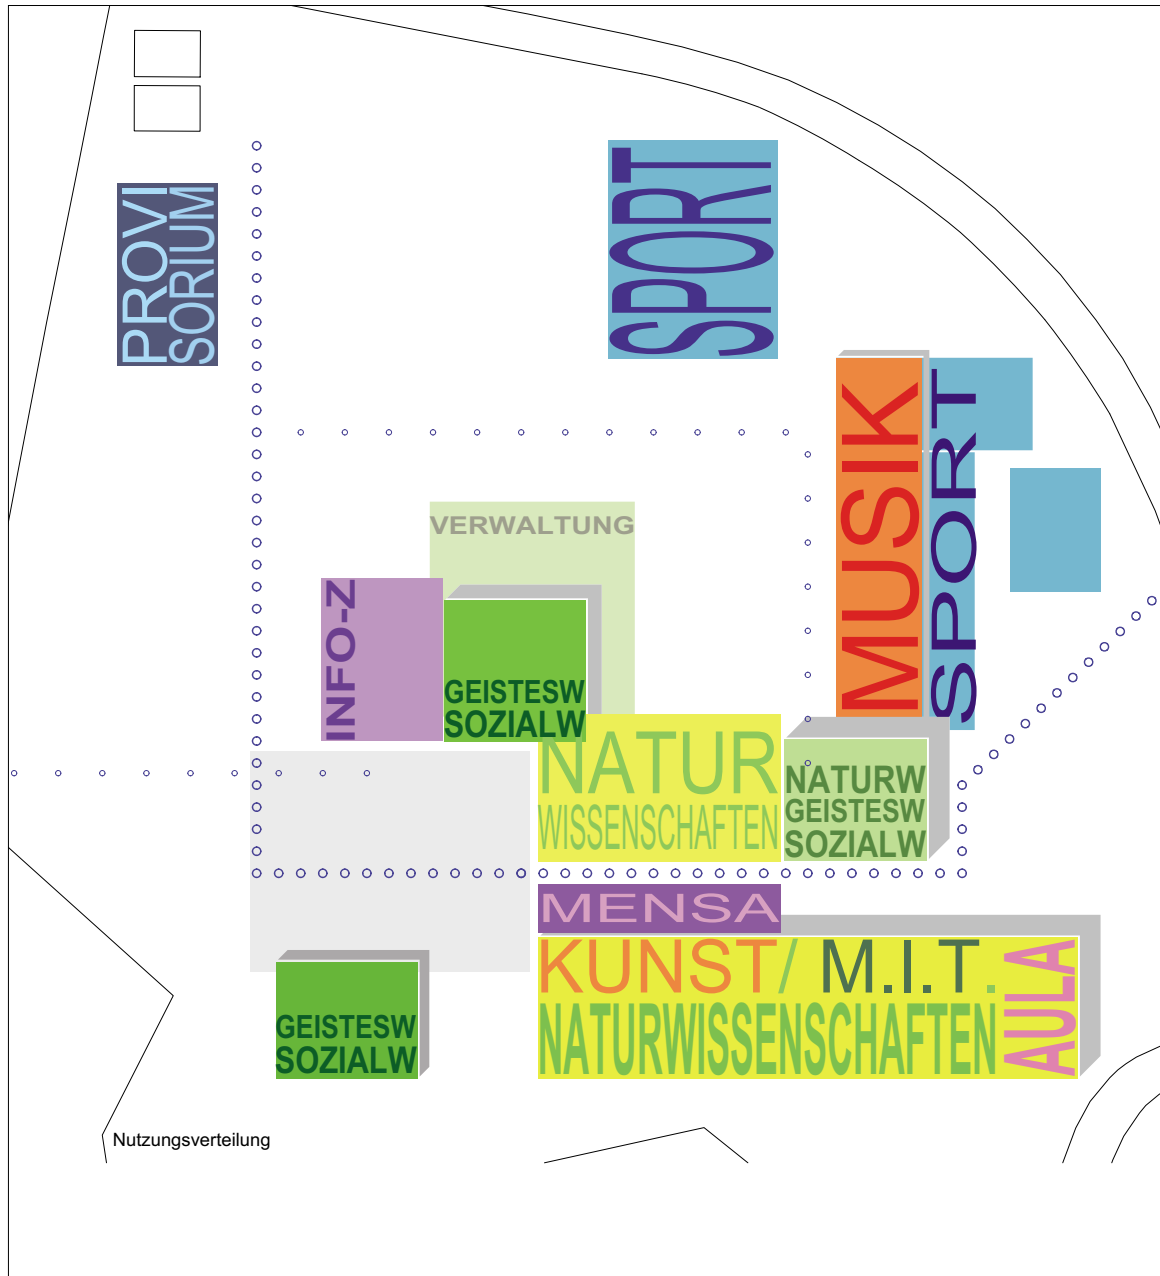 PROVI
SORIUM
SPORT
MUSIK
SPORT
VERWALTUNG
INFO-Z
GEISTESW
SOZIALW
NATUR
WISSENSCHAFTEN
NATURW
GEISTESW
SOZIALW
MENSA
KUNST/ M.I.T.
NATURWISSENSCHAFTEN
AULA
GEISTESW
SOZIALW
Nutzungsverteilung